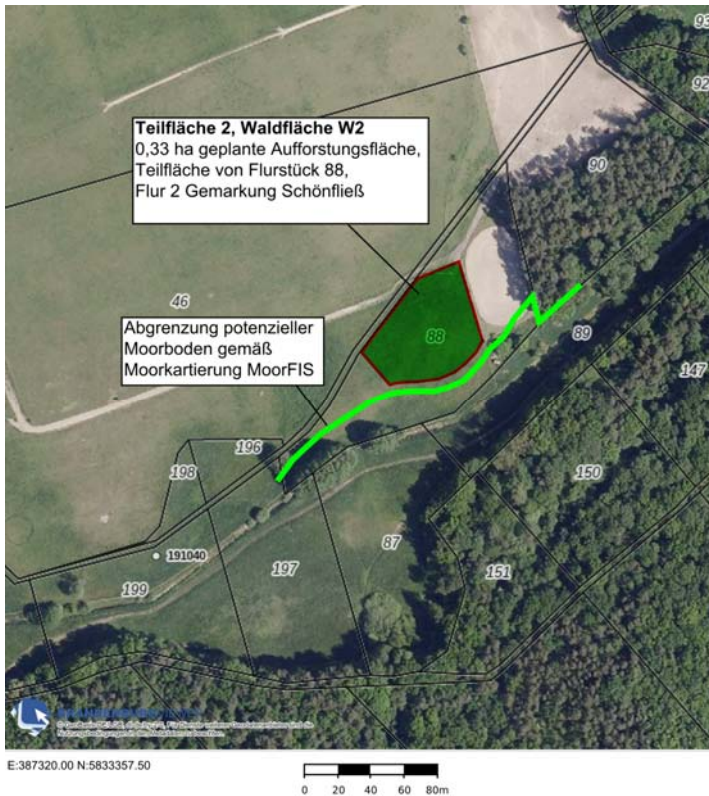 93
92
Teilfläche 2, Waldfläche W2
0,33 ha geplante Aufforstungsfläche,
Teilfläche von Flurstück 88,
Flur 2 Gemarkung Schönfließ
90
46
Abgrenzung potenzieller
Moorboden gemäß
Moorkartierung MoorFIS
88
89
147
196
198
150
191040
87
197
151
199
E:387320.00 N:5833357.50
0 20 40 60 80m